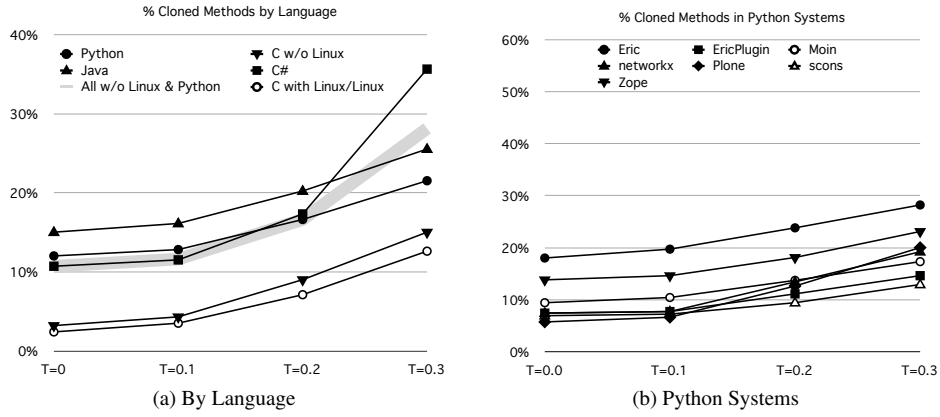 % Cloned Methods by Language
40%
30%
20%
10%
0%
Python
Java
All w/o Linux & Python
C w/o Linux
C#
C with Linux/Linux
T=0
T=0.1
T=0.2
T=0.3
(a) By Language
% Cloned Methods in Python Systems
60%
50%
40%
30%
20%
10%
0%
Eric
EricPlugin
Moin
networkx
Plone
scons
Zope
T=0.0
T=0.1
T=0.2
T=0.3
(b) Python Systems